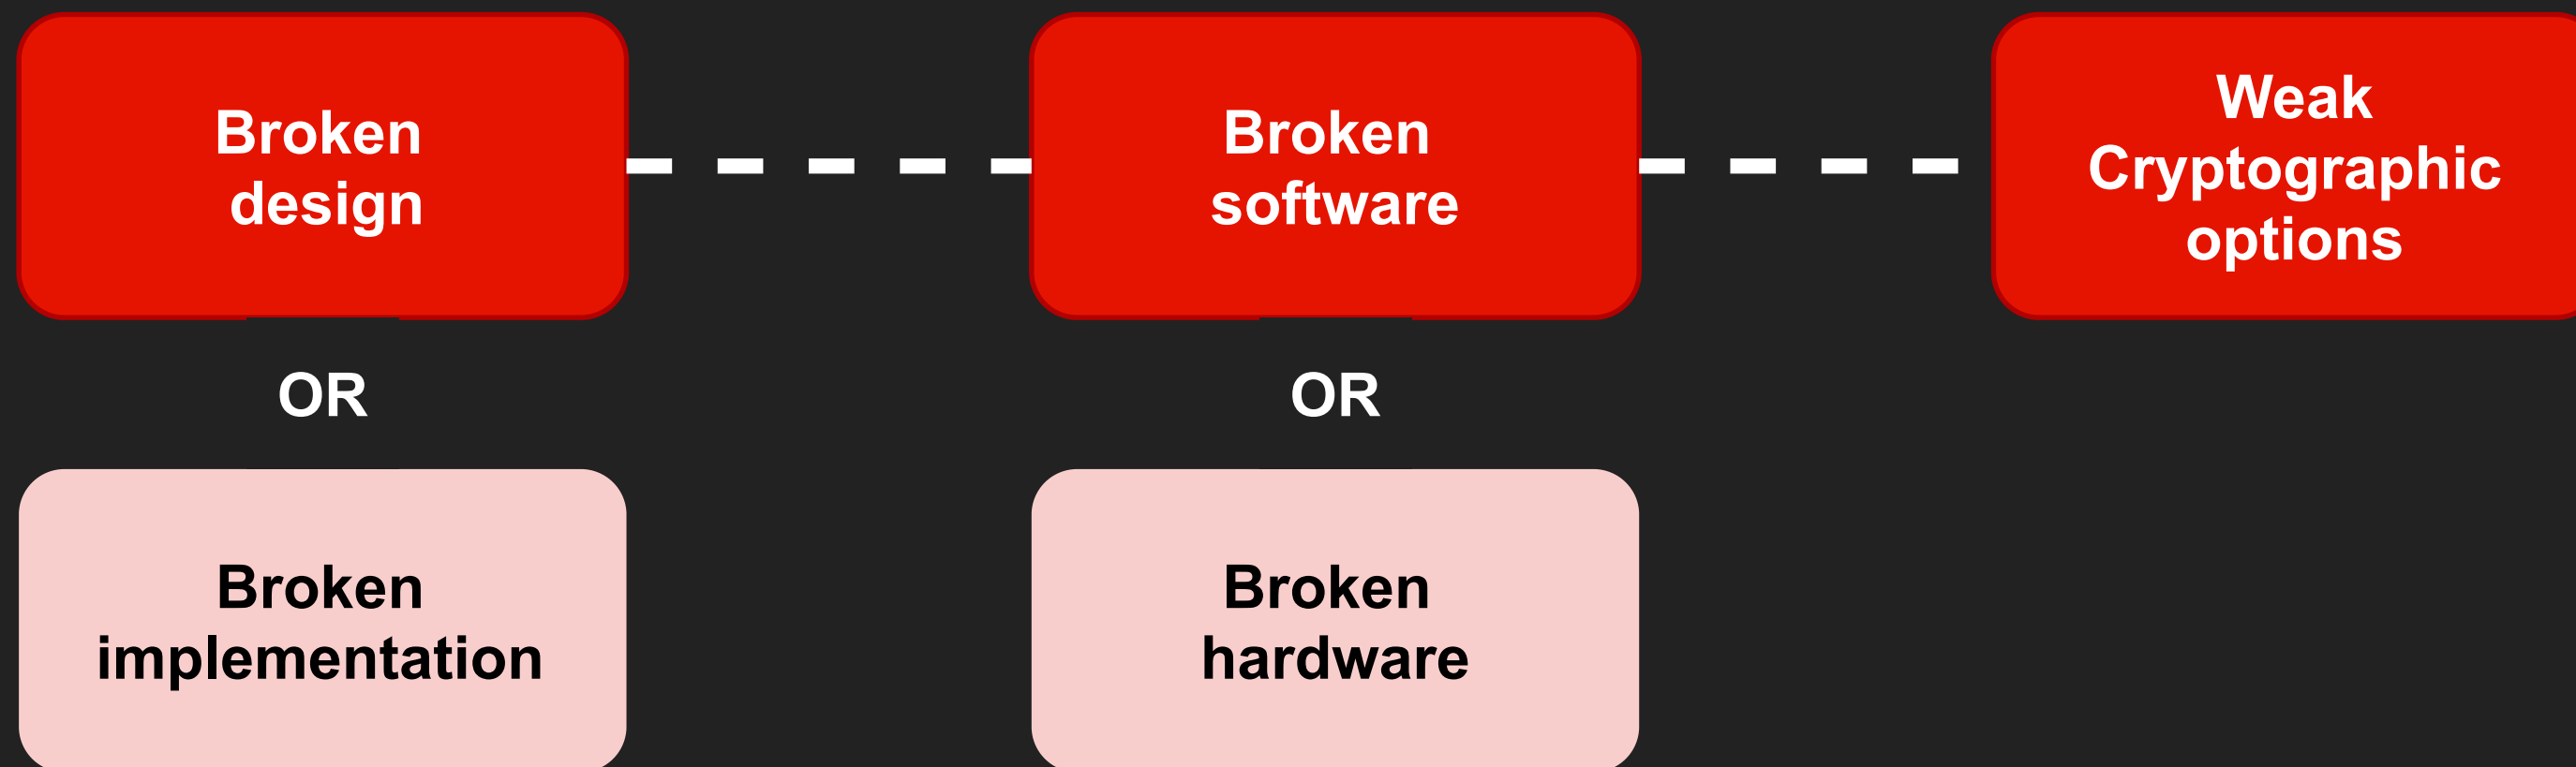 Broken
design
Broken
software
Weak
Cryptographic
options
OR
OR
Broken
implementation
Broken
hardware